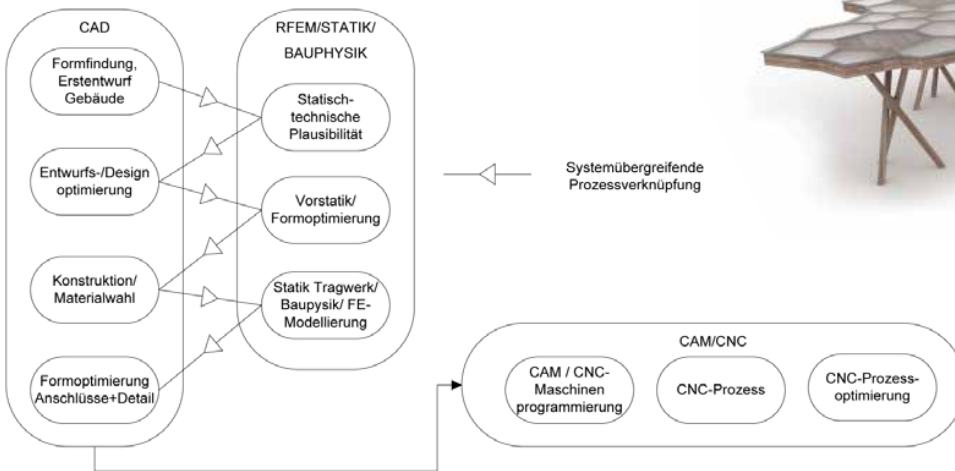 CAD
Formfindung,
Erstentwurf
Gebäude
Entwurfs-/Design
optimierung
Konstruktion/
Materialwahl
Formoptimierung
Anschlüsse+Detail
RFEM/STATIK/
BAUPHYSIK
Statisch-
technische
Plausibilität
Vorstatik/
Formoptimierung
Statik Tragwerk/
Baupysik/ FE-
Modellierung
Systemübergreifende
Prozessverknüpfung
CAM/CNC
CAM / CNC-
Maschinen
programmierung
CNC-Prozess
CNC-Prozess-
optimierung